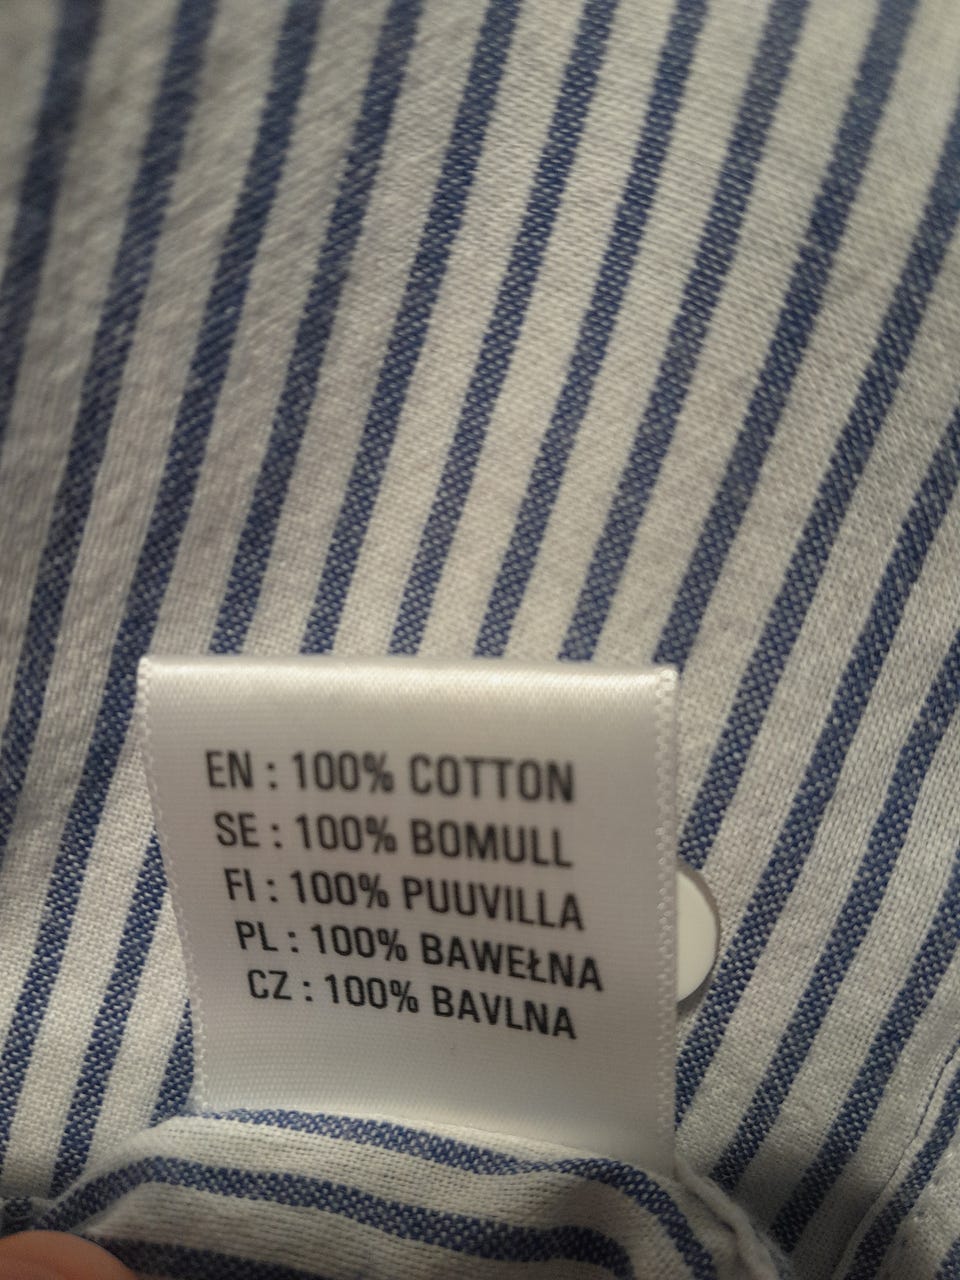 EN : 100% COTTON
SE : 100% BOMULL
FI : 100% PUUVILLA
PL : 100% BAWEŁNA
CZ : 100% BAVLNA